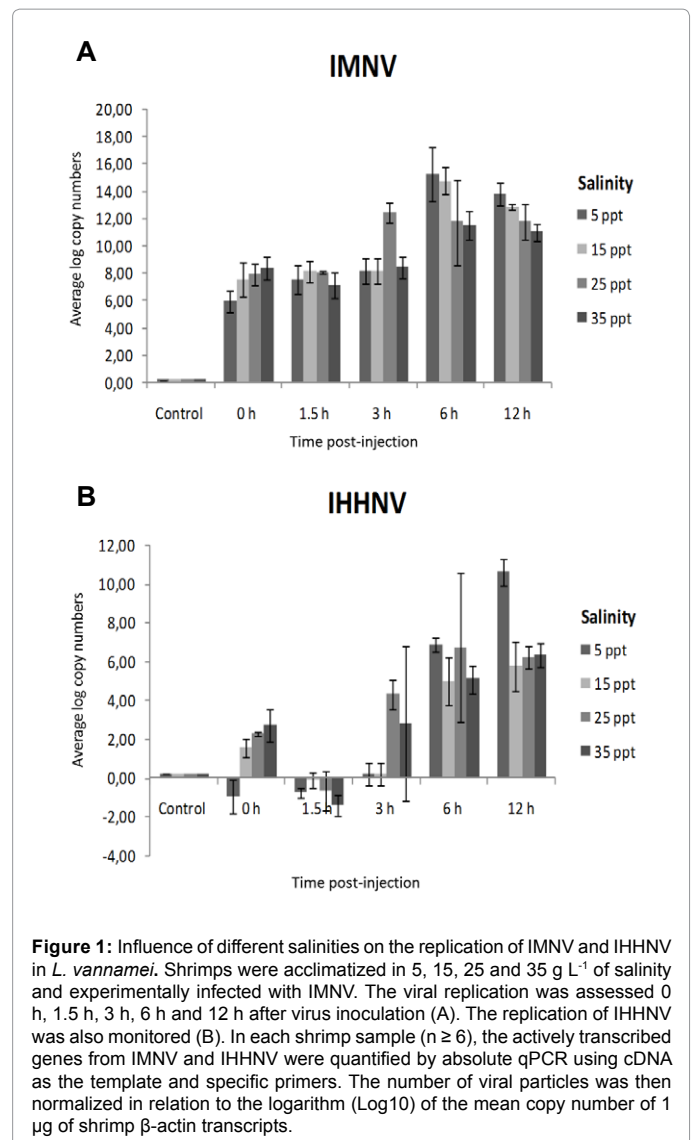 A
IMNV
20,00
18,00
16,00
14,00
12,00
10,00
8,00
6,00
4,00
2,00
0,00
Average log copy numbers
Control 0 h 1.5 h 3 h 6 h 12 h
Time post-injection
Salinity
5 ppt
15 ppt
25 ppt
35 ppt
B
IHHNV
12,00
10,00
8,00
6,00
4,00
2,00
0,00
-2,00
-4,00
Average log copy numbers
Control 0 h 1.5 h 3 h 6 h 12 h
Time post-injection
Salinity
5 ppt
15 ppt
25 ppt
35 ppt
Figure 1: Influence of different salinities on the replication of IMNV and IHHNV
in L. vannamei. Shrimps were acclimatized in 5, 15, 25 and 35 g L-1 of salinity
and experimentally infected with IMNV. The viral replication was assessed 0
h, 1.5 h, 3 h, 6 h and 12 h after virus inoculation (A). The replication of IHHNV
was also monitored (B). In each shrimp sample (n ≥ 6), the actively transcribed
genes from IMNV and IHHNV were quantified by absolute qPCR using cDNA
as the template and specific primers. The number of viral particles was then
normalized in relation to the logarithm (Log10) of the mean copy number of 1
µg of shrimp β-actin transcripts.